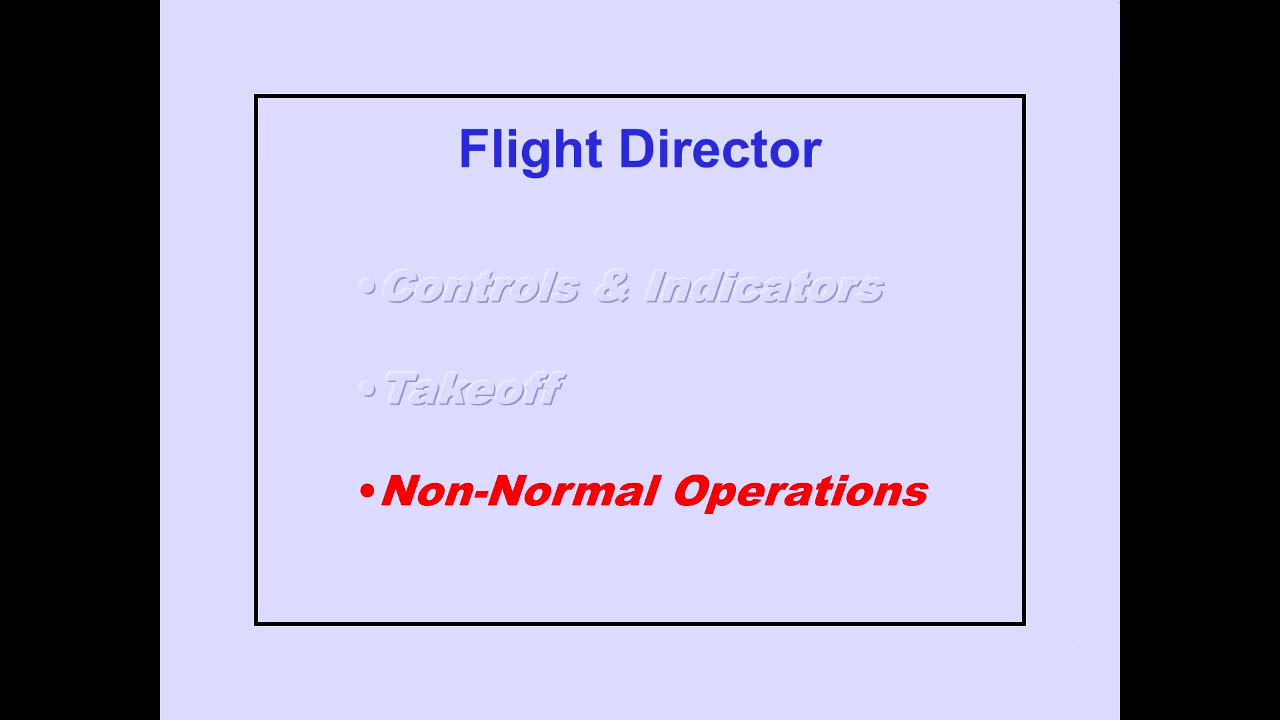 Flight Director
•Controls & Indicators
•Takeoff
•Non-Normal Operations